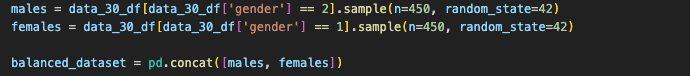 males = data_30_df[data_30_df['gender'] == 2].sample(n=450, random_state=42)
females = data_30_df[data_30_df['gender'] == 1].sample(n=450, random_state=42)
balanced_dataset = pd.concat([males, females])